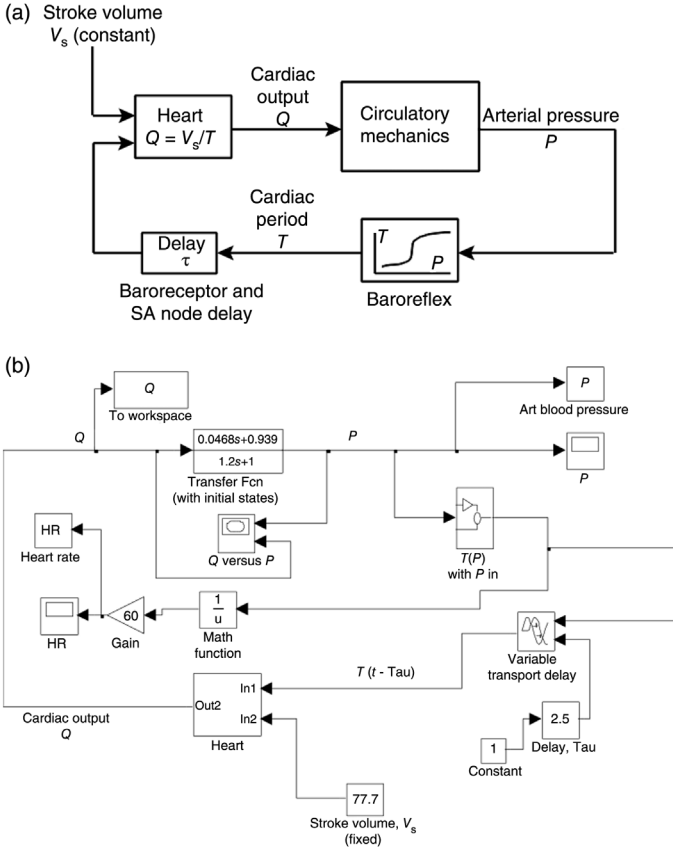 (a)
Stroke volume
Vs (constant)
Heart
Q = Vs/T
Cardiac
output
Q
Circulatory
mechanics
Arterial pressure
P
Cardiac
period
T
Delay
τ
Baroreceptor and
SA node delay
T
P
Baroreflex
(b)
Q
To workspace
Q
0.0468s+0.939
1.2s+1
Transfer Fcn
(with initial states)
P
P
Art blood pressure
P
Q versus P
T(P)
with P in
HR
Heart rate
HR
60
Gain
1
u
Math
function
Variable
transport delay
T (t - Tau)
In1
In2
Out2
Heart
Cardiac output
Q
2.5
Delay, Tau
1
Constant
77.7
Stroke volume, Vs
(fixed)